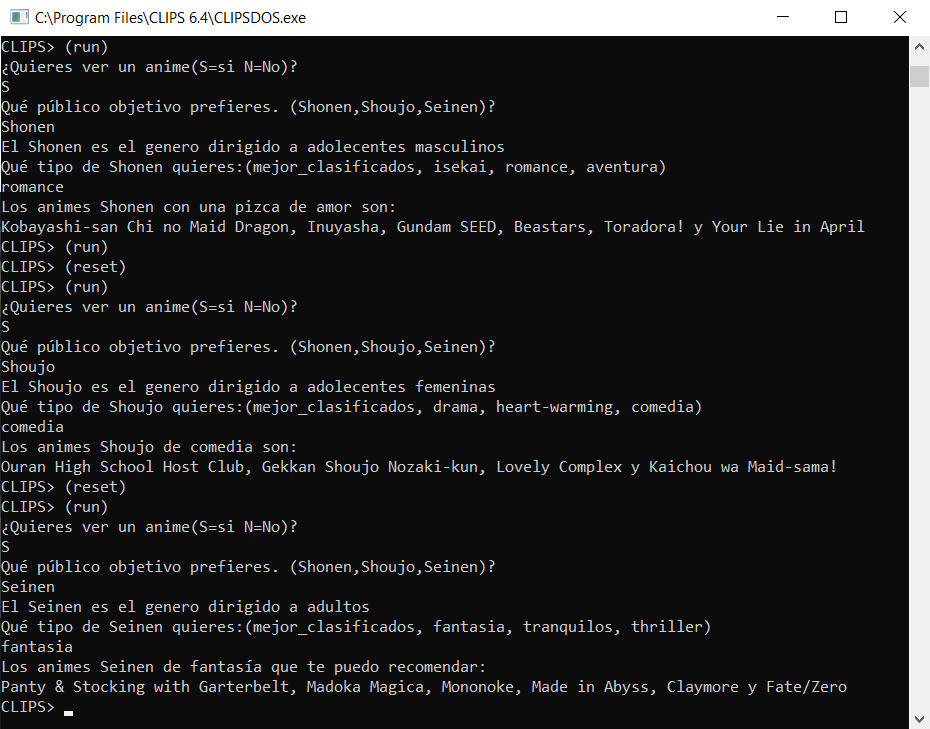 C:\Program Files\CLIPS 6.4\CLIPSDOS.exe
CLIPS> (run)
¿Quieres ver un anime(S=si N=No)?
S
Qué público objetivo prefieres. (Shonen,Shoujo,Seinen)?
Shonen
El Shonen es el genero dirigido a adolecentes masculinos
Qué tipo de Shonen quieres:(mejor_clasificados, isekai, romance, aventura)
romance
Los animes Shonen con una pizca de amor son:
Kobayashi-san Chi no Maid Dragon, Inuyasha, Gundam SEED, Beastars, Toradora! y Your Lie in April
CLIPS> (run)
CLIPS> (reset)
CLIPS> (run)
¿Quieres ver un anime(S=si N=No)?
S
Qué público objetivo prefieres. (Shonen,Shoujo,Seinen)?
Shoujo
El Shoujo es el genero dirigido a adolecentes femeninas
Qué tipo de Shoujo quieres:(mejor_clasificados, drama, heart-warming, comedia)
comedia
Los animes Shoujo de comedia son:
Ouran High School Host Club, Gekkan Shoujo Nozaki-kun, Lovely Complex y Kaichou wa Maid-sama!
CLIPS> (reset)
CLIPS> (run)
¿Quieres ver un anime(S=si N=No)?
S
Qué público objetivo prefieres. (Shonen,Shoujo,Seinen)?
Seinen
El Seinen es el genero dirigido a adultos
Qué tipo de Seinen quieres:(mejor_clasificados, fantasia, tranquilos, thriller)
fantasia
Los animes Seinen de fantasía que te puedo recomendar:
Panty & Stocking with Garterbelt, Madoka Magica, Mononoke, Made in Abyss, Claymore y Fate/Zero
CLIPS>